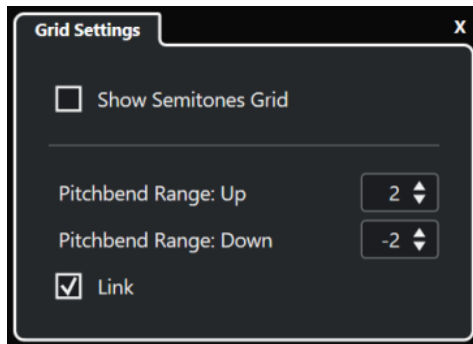 Grid Settings X
Show Semitones Grid
Pitchbend Range: Up 2
Pitchbend Range: Down -2
Link